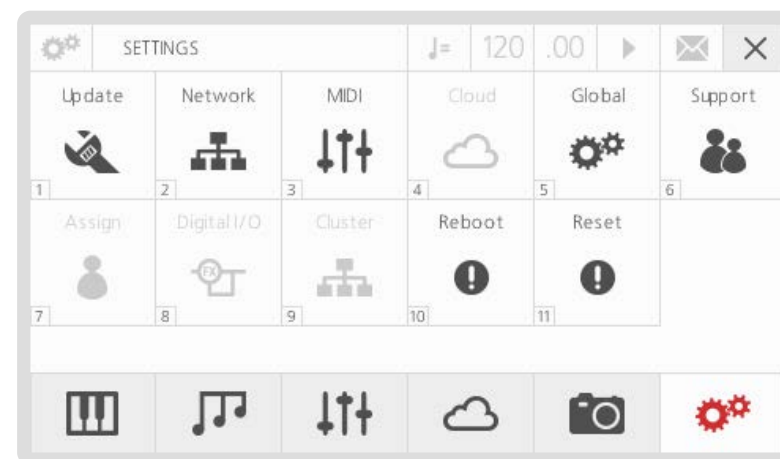 SETTINGS = 120 .00
Update Network MIDI Cloud Global Support
1 2 3 4 5 6
Assign Digital I/O Cluster Reboot Reset
FX
7 8 9 10 11